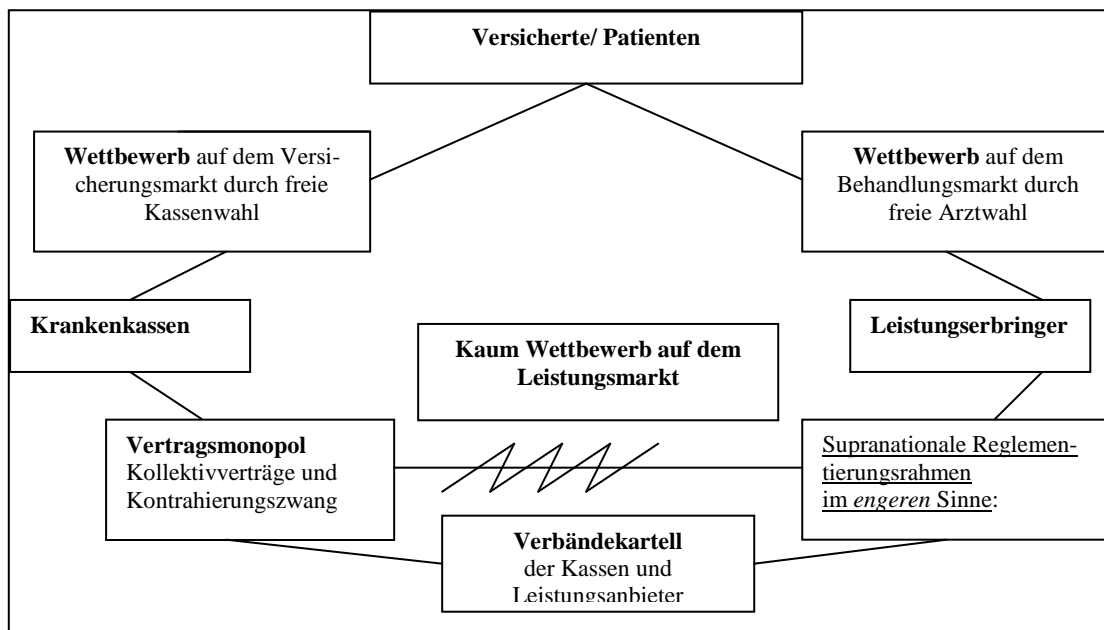 Versicherte/ Patienten
Wettbewerb auf dem Versi-
cherungsmarkt durch freie
Kassenwahl
Wettbewerb auf dem
Behandlungsmarkt durch
freie Arztwahl
Krankenkassen
Kaum Wettbewerb auf dem
Leistungsmarkt
Leistungserbringer
Vertragsmonopol
Kollektivverträge und
Kontrahierungszwang
Supranationale Reglemen-
tierungsrahmen
im engeren Sinne:
Verbändekartell
der Kassen und
Leistungsanbieter